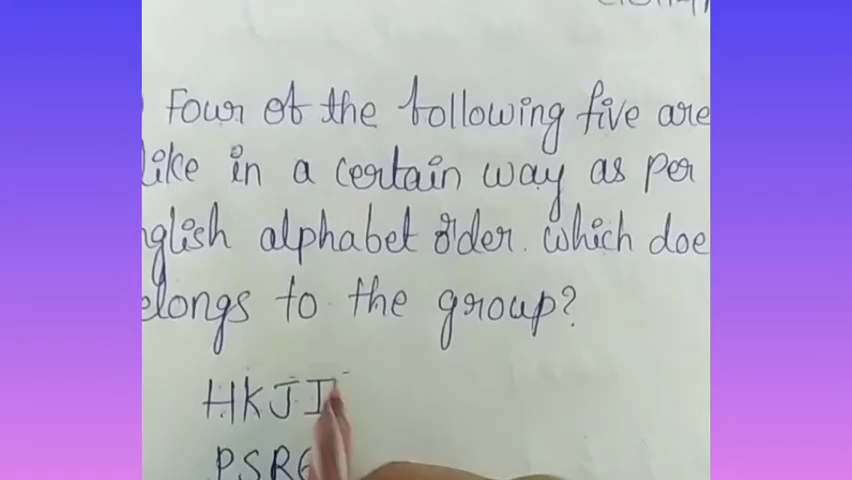 Four of the following five are
like in a certain way as per
nglish alphabet order. which doe
elongs to the group?
HKJI
PSR